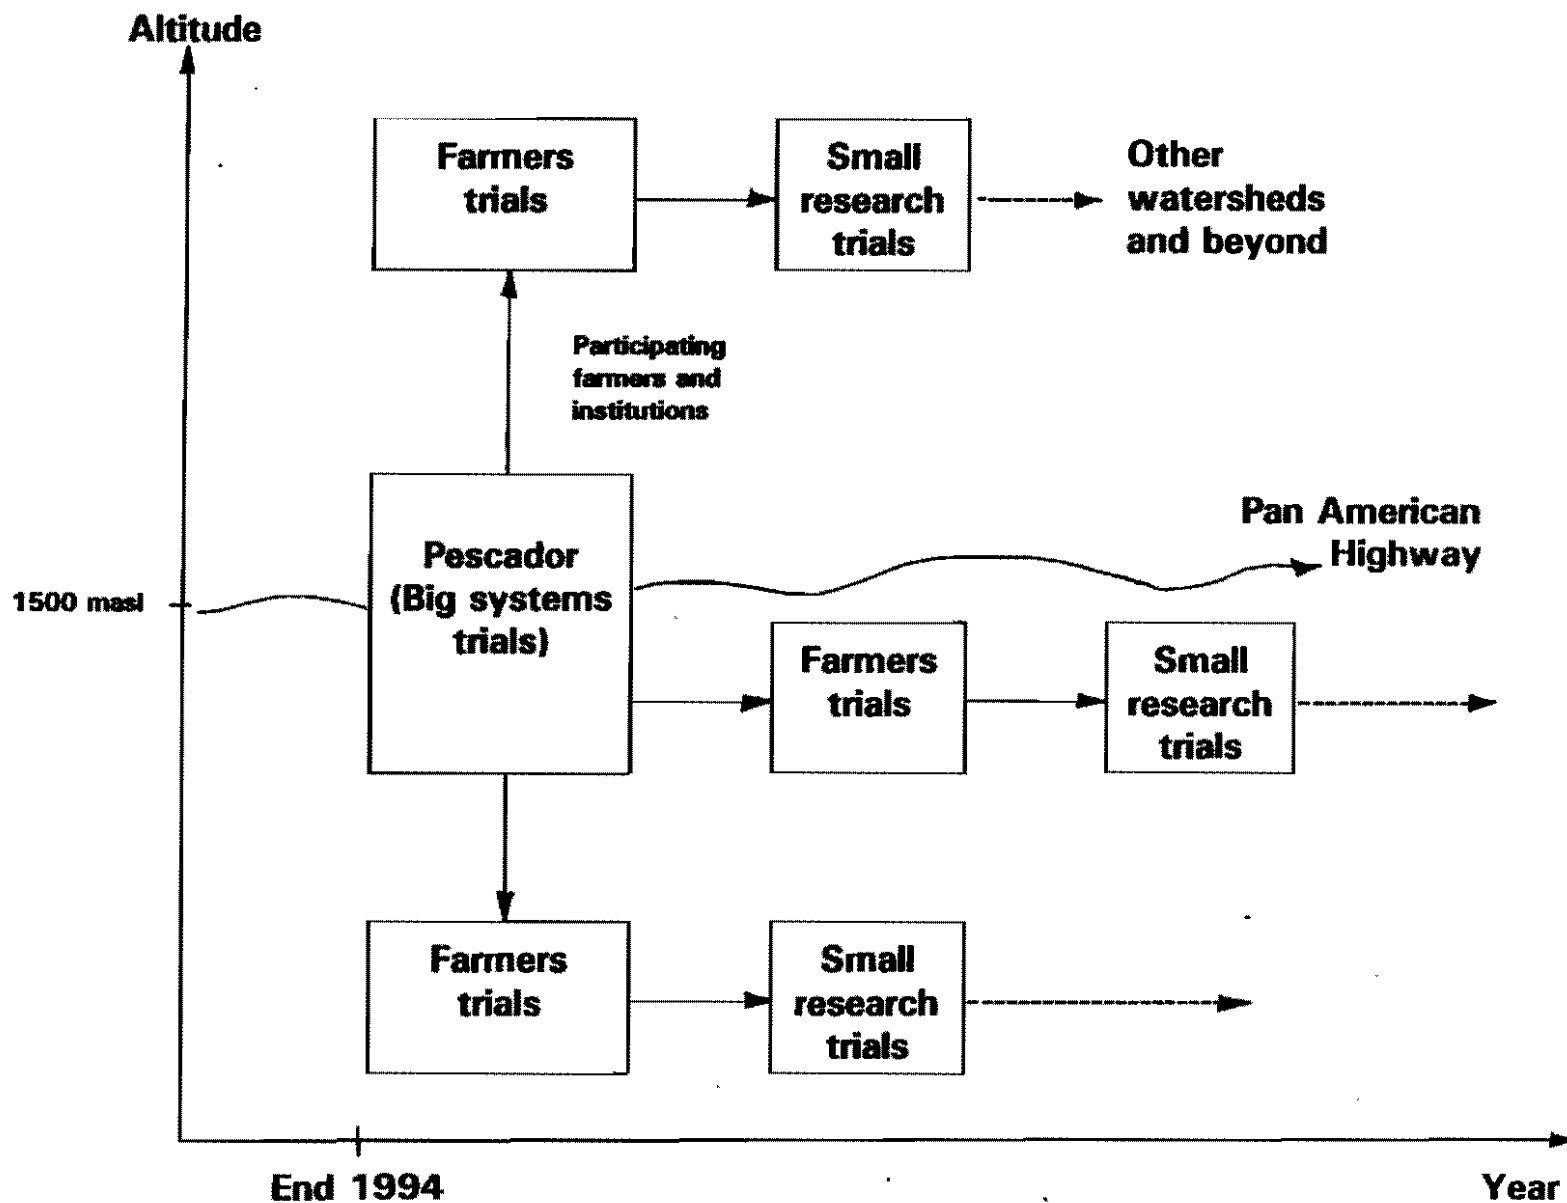 Altitude
Farmers
trials
Small
research
trials
Other
watersheds
and beyond
Participating
farmers and
institutions
Pescador
(Big systems
trials)
Pan American
Highway
1500 masl
Farmers
trials
Small
research
trials
Farmers
trials
Small
research
trials
End 1994
Year